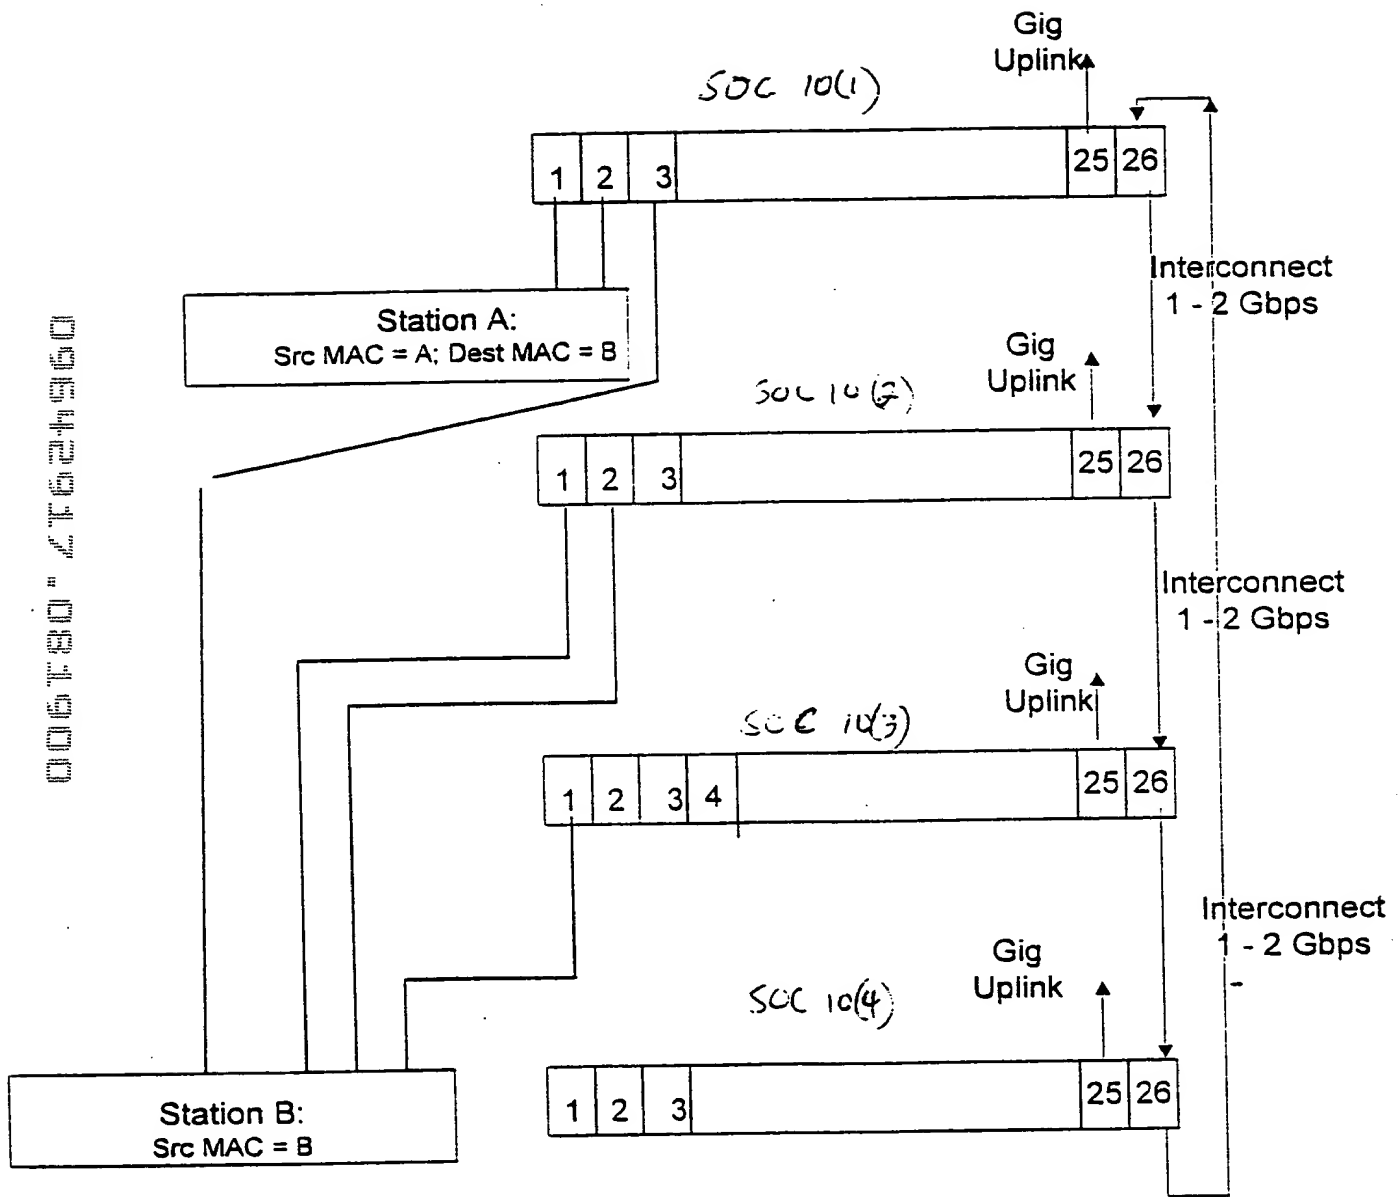 Gig
Uplink
SOC 10(1)
1 2 3 25 26
Interconnect
1 - 2 Gbps
Station A:
Src MAC = A; Dest MAC = B
Gig
Uplink
SOC 10(2)
1 2 3 25 26
Interconnect
1 - 2 Gbps
Gig
Uplink
SOC 10(3)
1 2 3 4 25 26
Interconnect
1 - 2 Gbps
Gig
Uplink
SOC 10(4)
1 2 3 25 26
Station B:
Src MAC = B